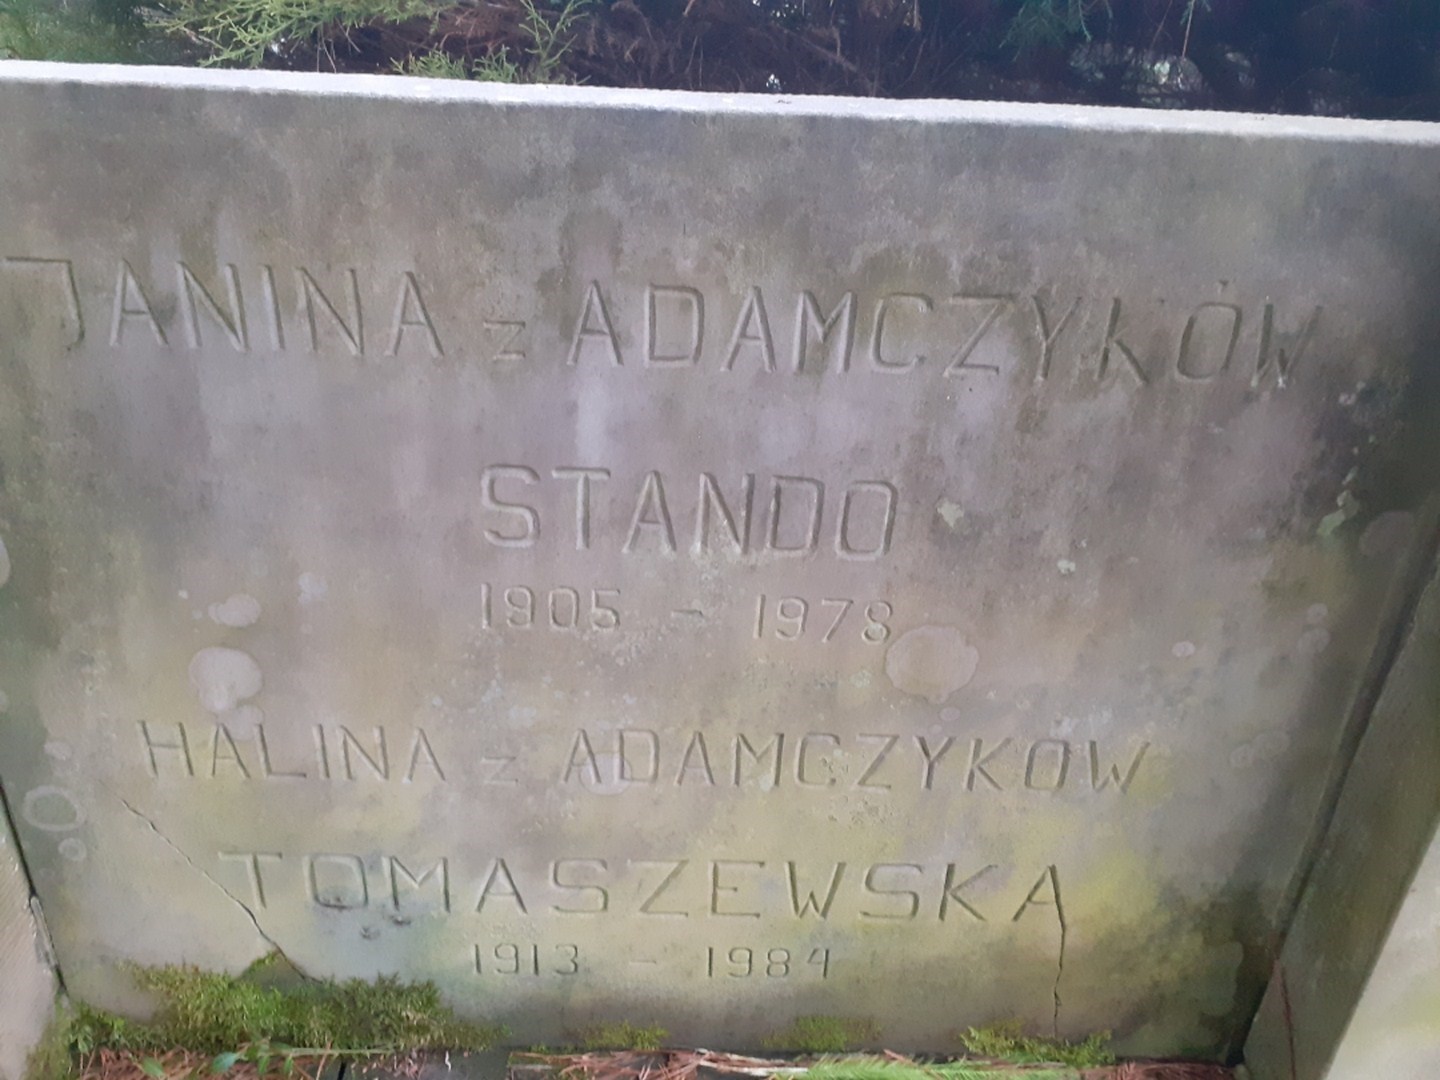 JANINA z ADAMCZYKÓW
STANDO
1905 - 1978
HALINA z ADAMCZYKÓW
TOMASZEWSKA
1913 - 1984